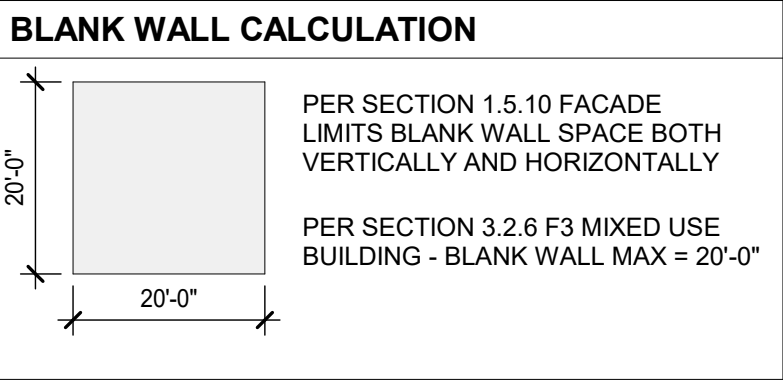 BLANK WALL CALCULATION
20'-0"
PER SECTION 1.5.10 FACADE
LIMITS BLANK WALL SPACE BOTH
VERTICALLY AND HORIZONTALLY
PER SECTION 3.2.6 F3 MIXED USE
BUILDING - BLANK WALL MAX = 20'-0"
20'-0"